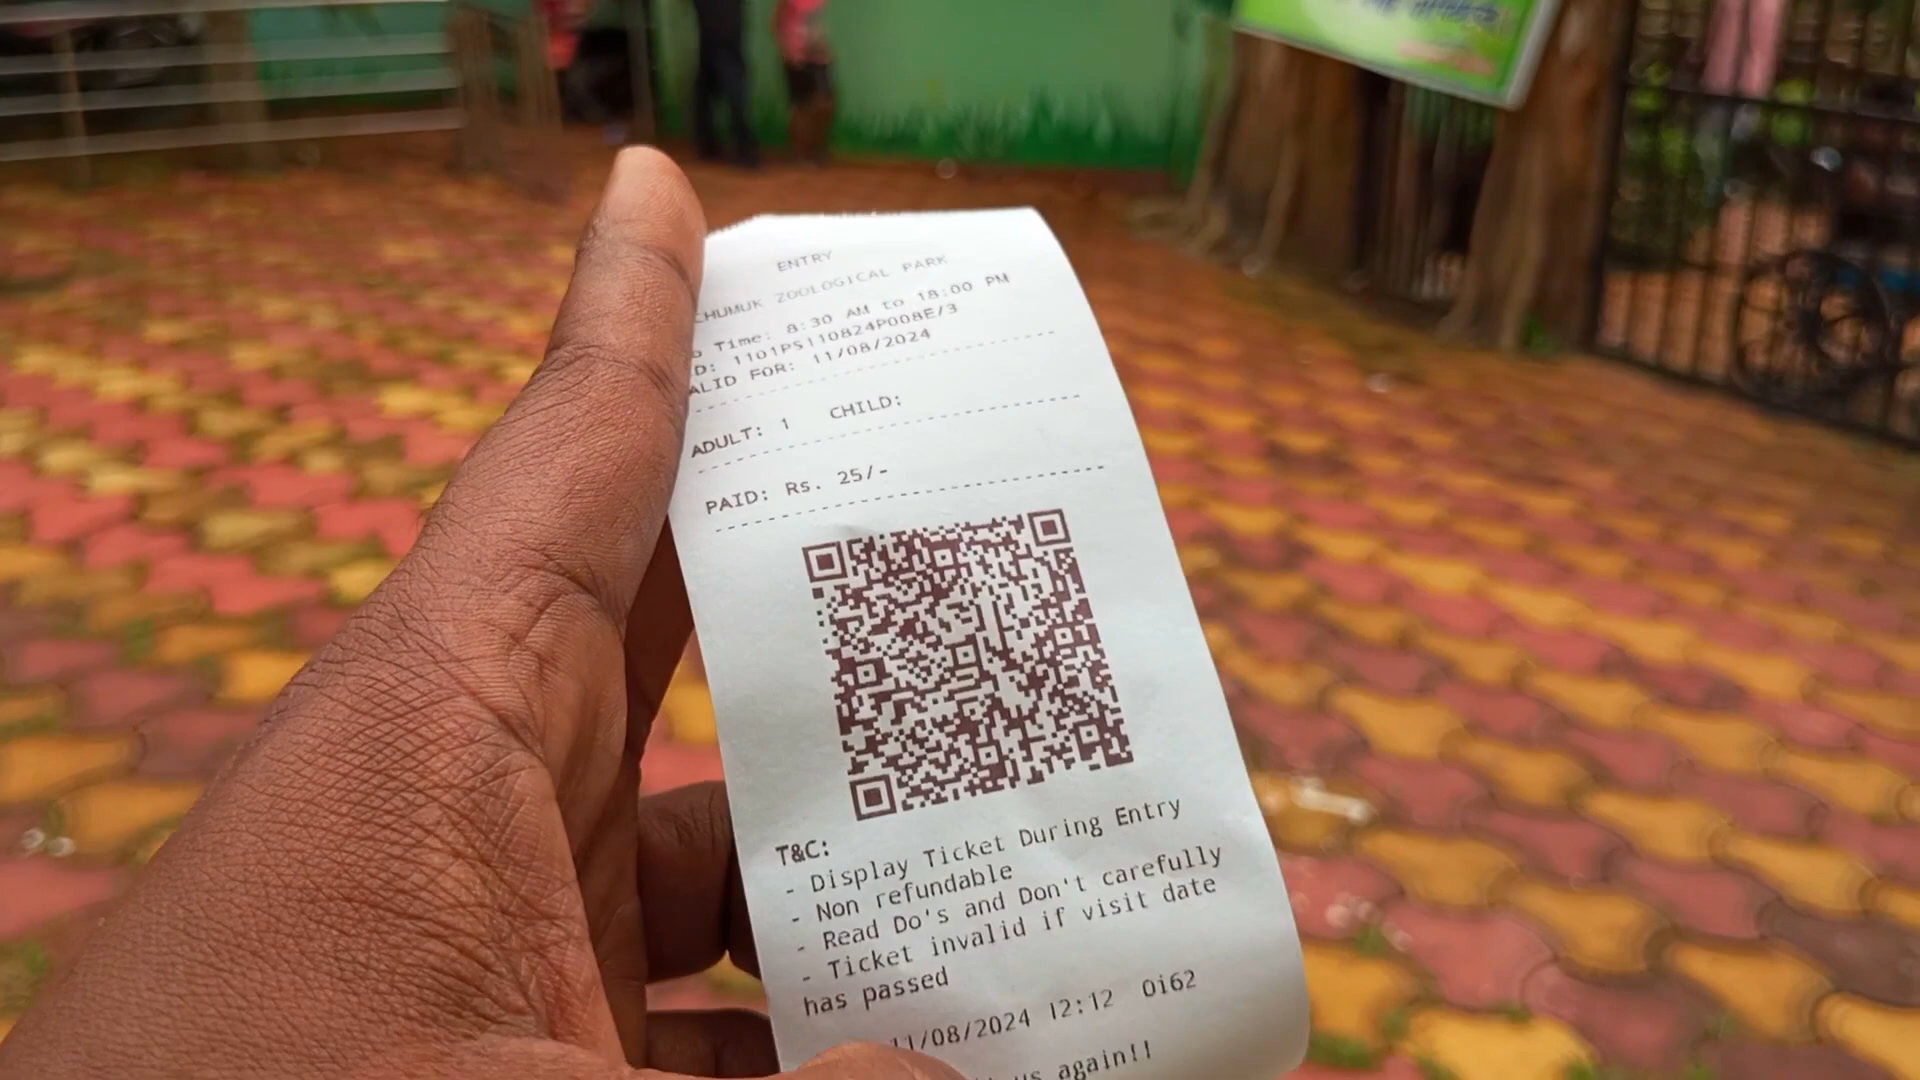 ENTRY
CHUMUK ZOOLOGICAL PARK
o Time: 8:30 AM to 18:00 PM
D: 1101PS110824P008E/3
ALID FOR: 11/08/2024
ADULT: 1 CHILD:
PAID: Rs. 25/-
T&C:
- Display Ticket During Entry
- Non refundable
- Read Do's and Don't carefully
- Ticket invalid if visit date
has passed
11/08/2024 12:12 0i62
us again!!